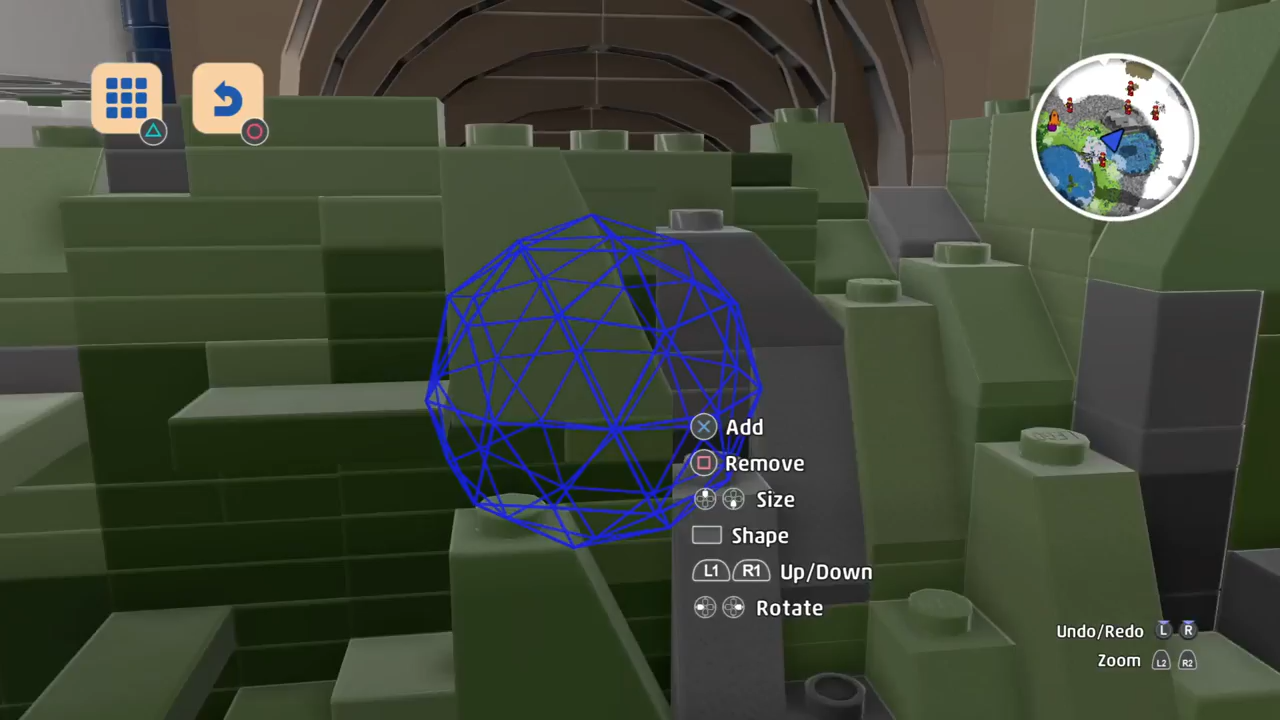 Add
Remove
Size
Shape
L1 R1 Up/Down
Rotate
Undo/Redo L R
Zoom L2 R2